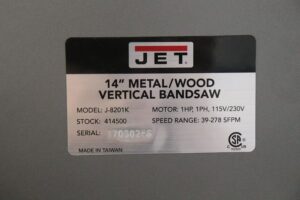 JET
14" METAL/WOOD
VERTICAL BANDSAW
MODEL: J-8201K MOTOR: 1HP, 1PH, 115V/230V
STOCK: 414500 SPEED RANGE: 39-278 SFPM
SERIAL:
MADE IN TAIWAN